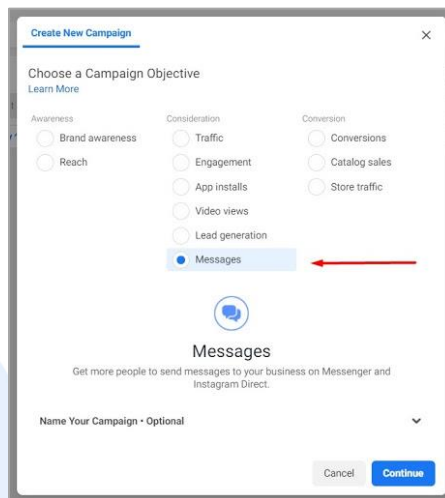 Create New Campaign
Choose a Campaign Objective
Learn More
Awareness
Brand awareness
Reach
Consideration
Traffic
Engagement
App installs
Video views
Lead generation
Messages
Conversion
Conversions
Catalog sales
Store traffic
Messages
Get more people to send messages to your business on Messenger and
Instagram Direct.
Name Your Campaign • Optional
Cancel
Continue